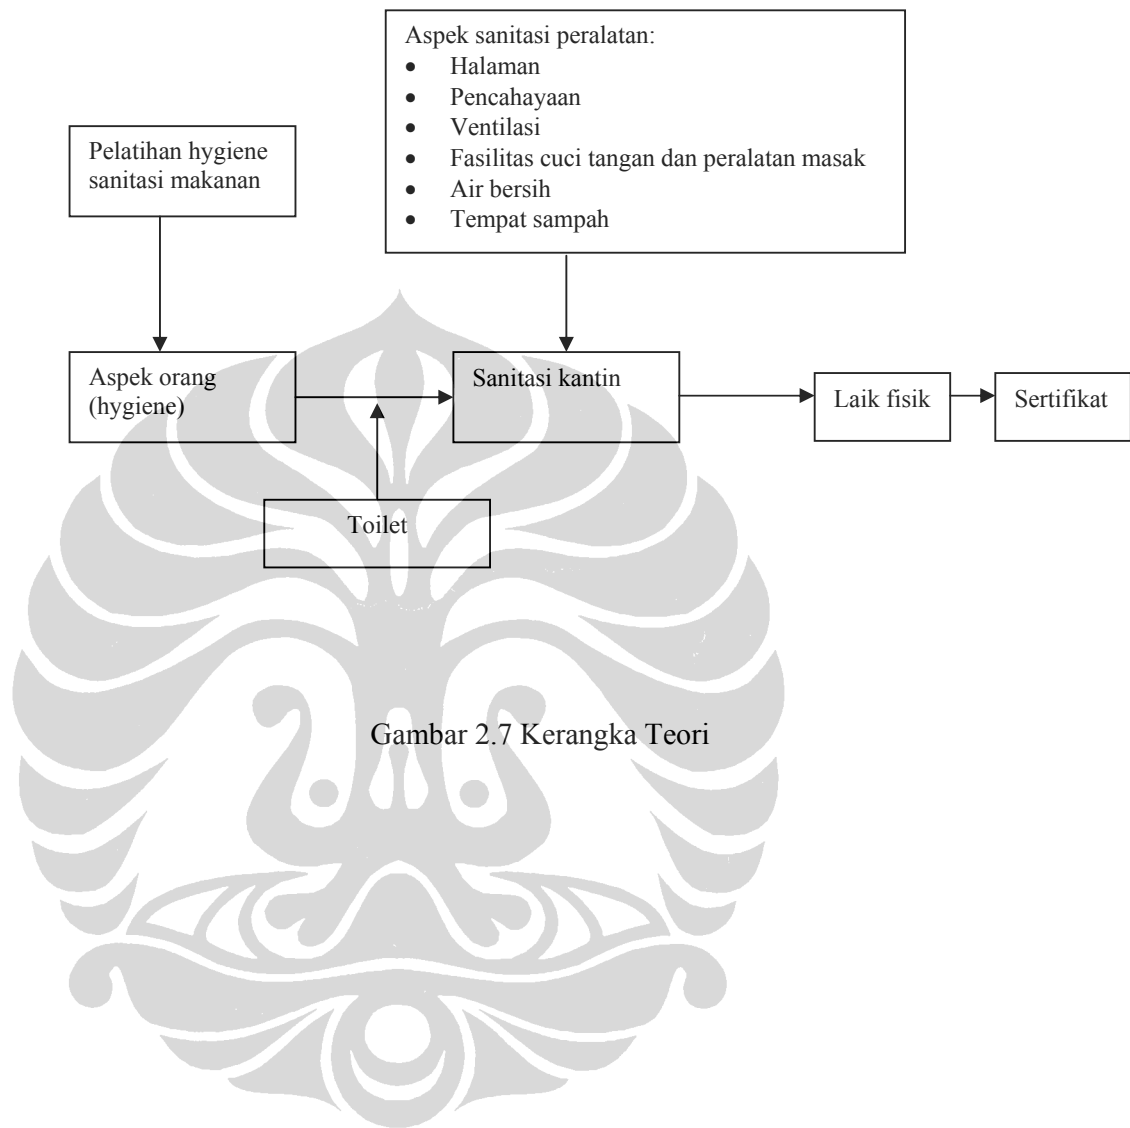 Aspek sanitasi peralatan:
• Halaman
• Pencahayaan
• Ventilasi
• Fasilitas cuci tangan dan peralatan masak
• Air bersih
• Tempat sampah
Pelatihan hygiene
sanitasi makanan
Aspek orang
(hygiene)
Sanitasi kantin
Laik fisik
Sertifikat
Toilet
Gambar 2.7 Kerangka Teori